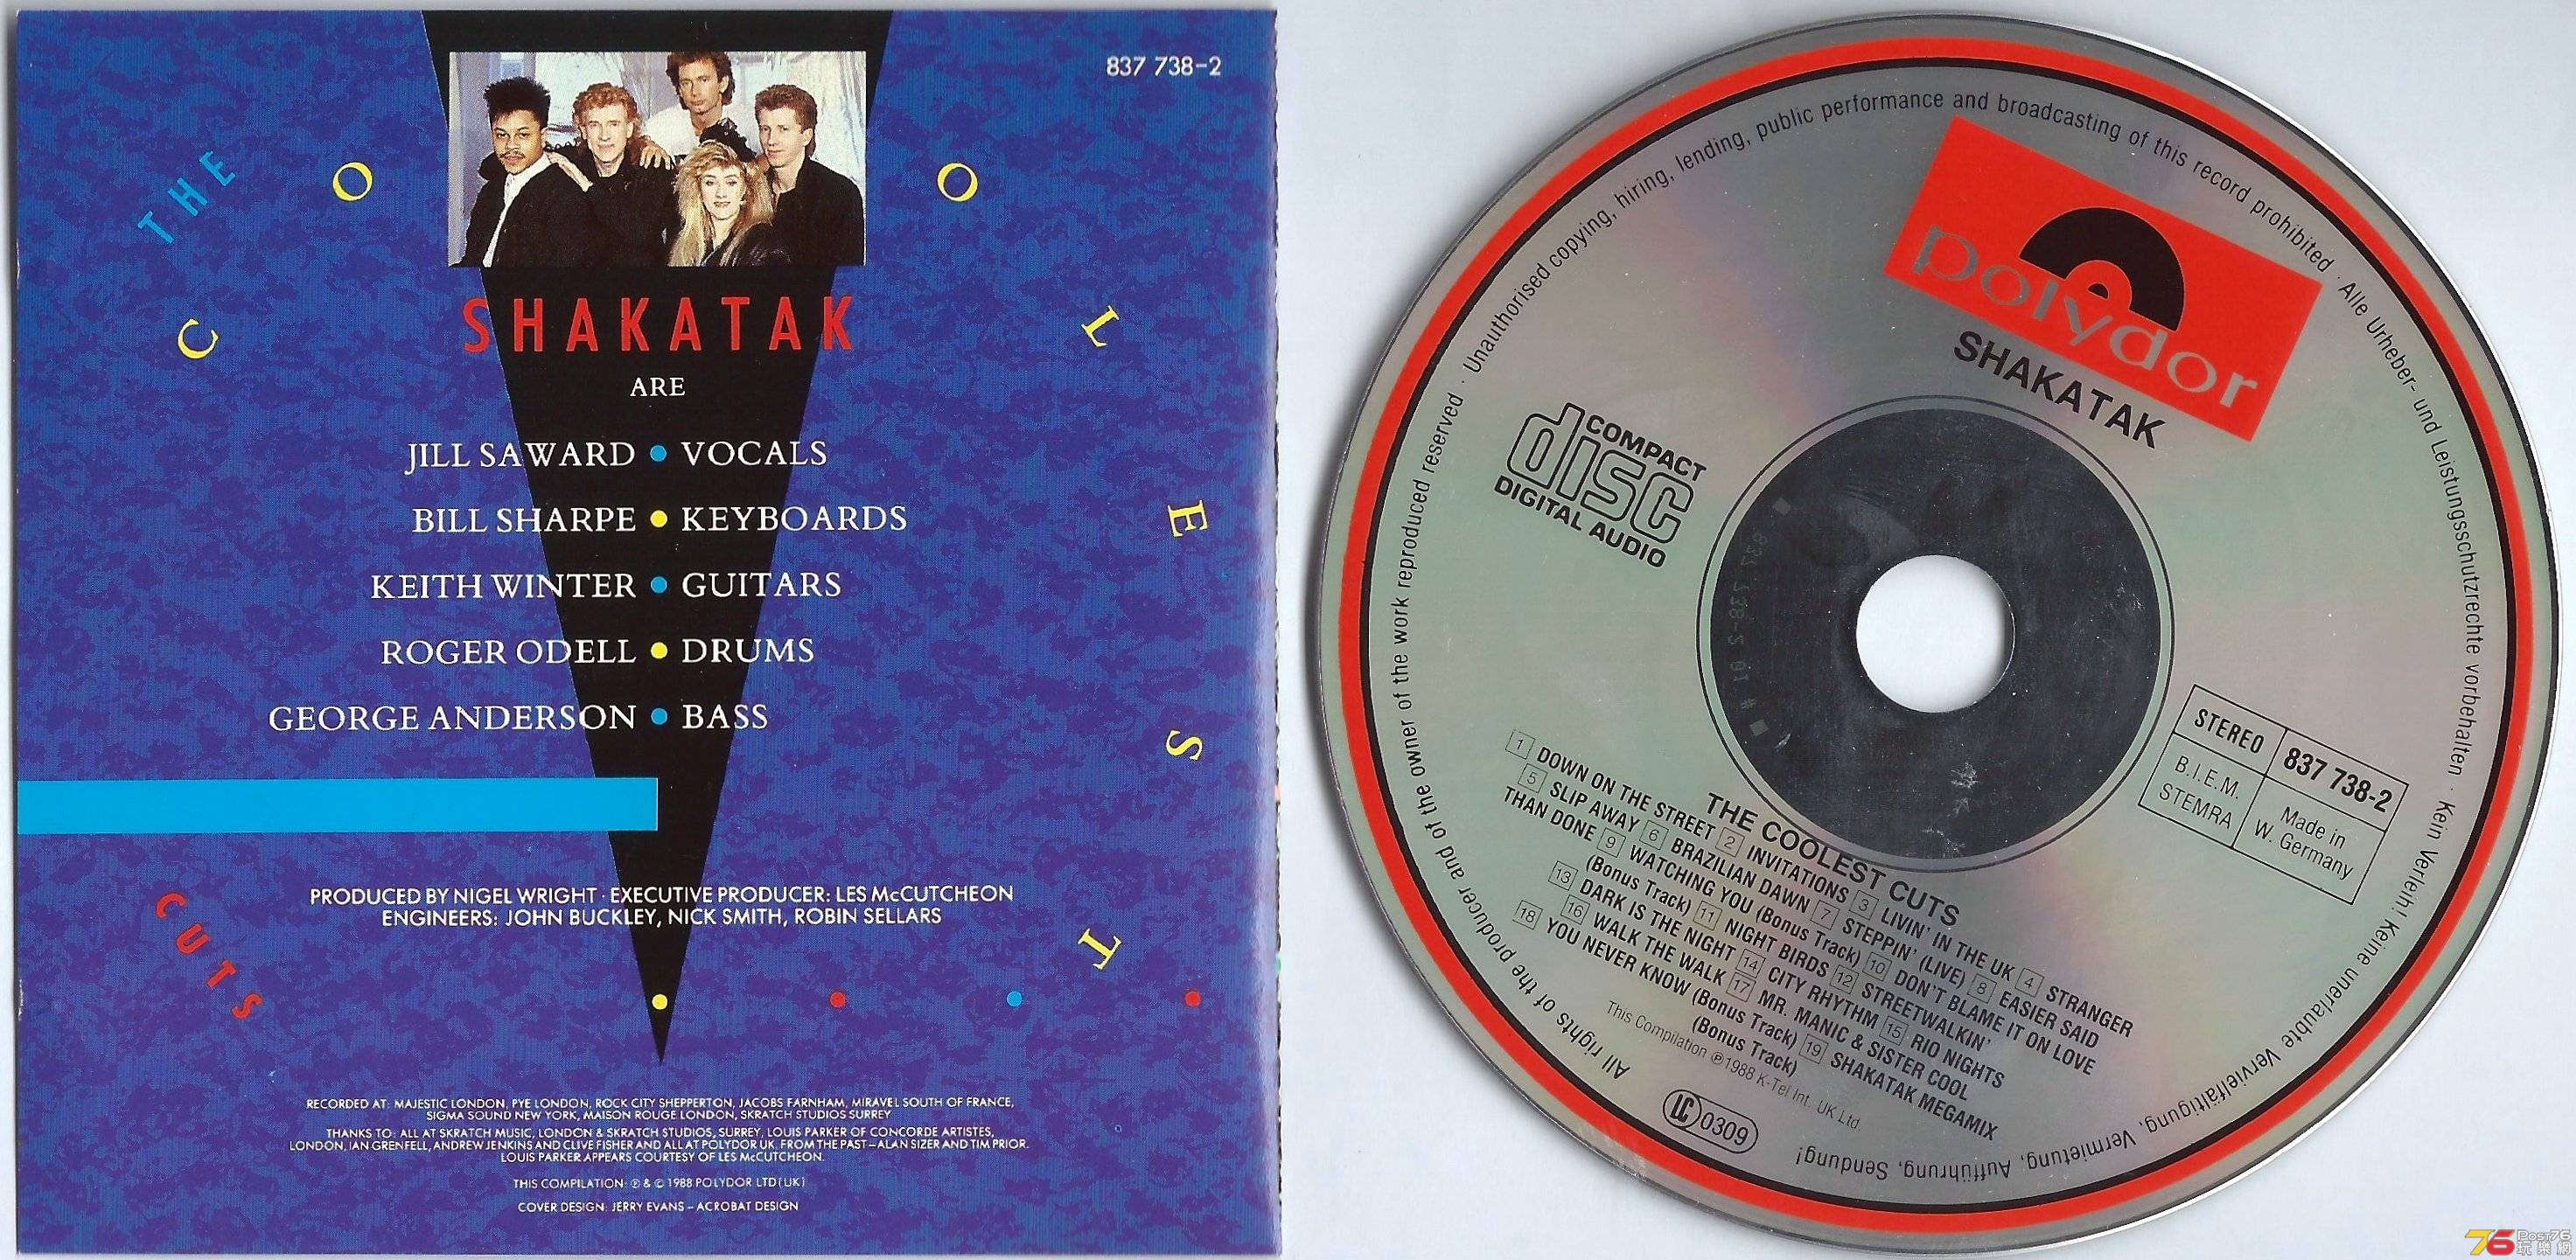 837 738-2
THE
COOLEST
CUTS
SHAKATAK
ARE
JILL SAWARD • VOCALS
BILL SHARPE • KEYBOARDS
KEITH WINTER • GUITARS
ROGER ODELL • DRUMS
GEORGE ANDERSON • BASS
PRODUCED BY NIGEL WRIGHT · EXECUTIVE PRODUCER: LES McCUTCHEON
ENGINEERS: JOHN BUCKLEY, NICK SMITH, ROBIN SELLARS
RECORDED AT: MAJESTIC LONDON, PYE LONDON, ROCK CITY SHEPPERTON, JACOBS FARNHAM, MIRAVEL SOUTH OF FRANCE,
SIGMA SOUND NEW YORK, MAISON ROUGE LONDON, SKRATCH STUDIOS SURREY
THANKS TO: ALL AT SKRATCH MUSIC, LONDON & SKRATCH STUDIOS, SURREY, LOUIS PARKER OF CONCORDE ARTISTES,
LONDON, IAN GRENFELL, ANDREW JENKINS AND CLIVE FISHER AND ALL AT POLYDOR UK. FROM THE PAST – ALAN SIZER AND TIM PRIOR.
LOUIS PARKER APPEARS COURTESY OF LES McCUTCHEON.
THIS COMPILATION: ℗ & © 1988 POLYDOR LTD (UK)
COVER DESIGN: JERRY EVANS – ACROBAT DESIGN
All rights of the producer and of the owner of the work reproduced reserved · Unauthorised copying, hiring, lending, public performance and broadcasting of this record prohibited · Alle Urheber- und Leistungsschutzrechte vorbehalten · Kein Verleih! Keine unerlaubte Vervielfältigung, Vermietung, Aufführung, Sendung!
polydor
SHAKATAK
COMPACT
disc
DIGITAL AUDIO
837 738-2 01 #
STEREO 837 738-2
B.I.E.M. Made in
STEMRA W. Germany
THE COOLEST CUTS
1 DOWN ON THE STREET 2 INVITATIONS 3 LIVIN' IN THE UK 4 STRANGER
5 SLIP AWAY 6 BRAZILIAN DAWN 7 STEPPIN' (LIVE) 8 EASIER SAID
THAN DONE 9 WATCHING YOU (Bonus Track) 10 DON'T BLAME IT ON LOVE
(Bonus Track) 11 NIGHT BIRDS 12 STREETWALKIN'
13 DARK IS THE NIGHT 14 CITY RHYTHM 15 RIO NIGHTS
16 WALK THE WALK 17 MR. MANIC & SISTER COOL
18 YOU NEVER KNOW (Bonus Track) 19 SHAKATAK MEGAMIX
(Bonus Track)
This Compilation ℗ 1988 K-Tel Int. UK Ltd.
LC 0309
76 Post76
玩樂網